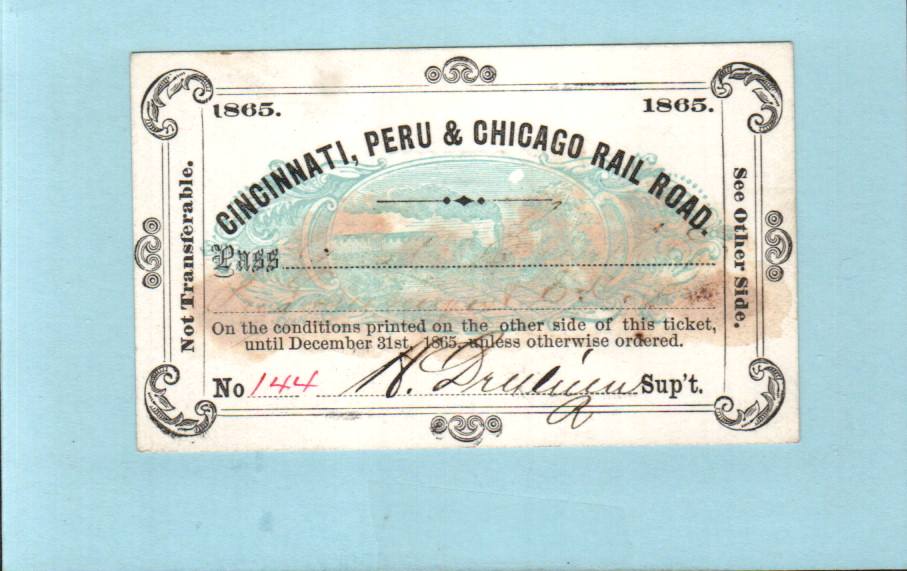 1865. 1865.
CINCINNATI, PERU & CHICAGO RAIL ROAD.
Not Transferable.
See Other Side.
Pass
On the conditions printed on the other side of this ticket,
until December 31st, 1865, unless otherwise ordered.
No 144 Sup't.